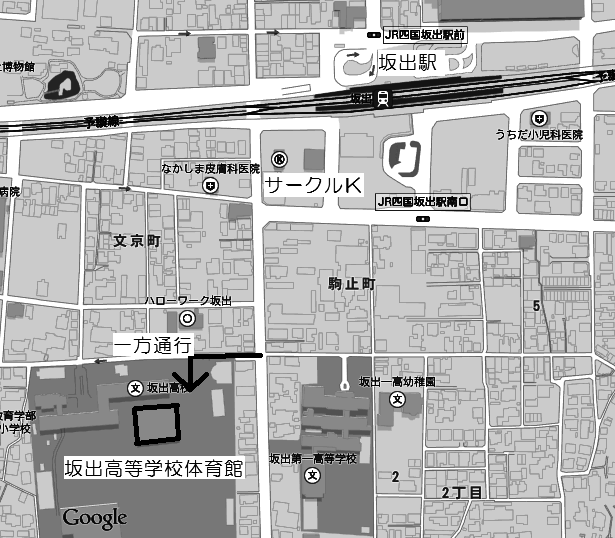 JR四国坂出駅前
坂出駅
博物館
予讃線
うちだ小児科医院
なかしま皮膚科医院
サークルK
病院
JR四国坂出駅南口
文京町
駒止町
ハローワーク坂出
5
一方通行
坂出高校
坂出一高幼稚園
教育学部
小学校
坂出高等学校体育館
坂出第一高等学校
2
2丁目
Google